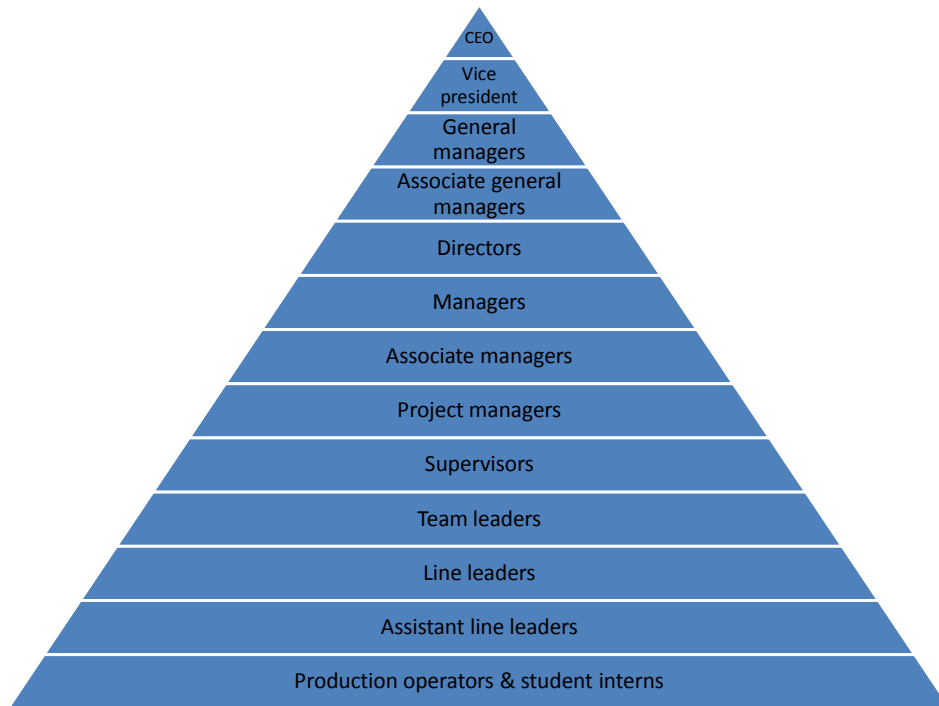 CEO
Vice
president
General
managers
Associate general
managers
Directors
Managers
Associate managers
Project managers
Supervisors
Team leaders
Line leaders
Assistant line leaders
Production operators & student interns